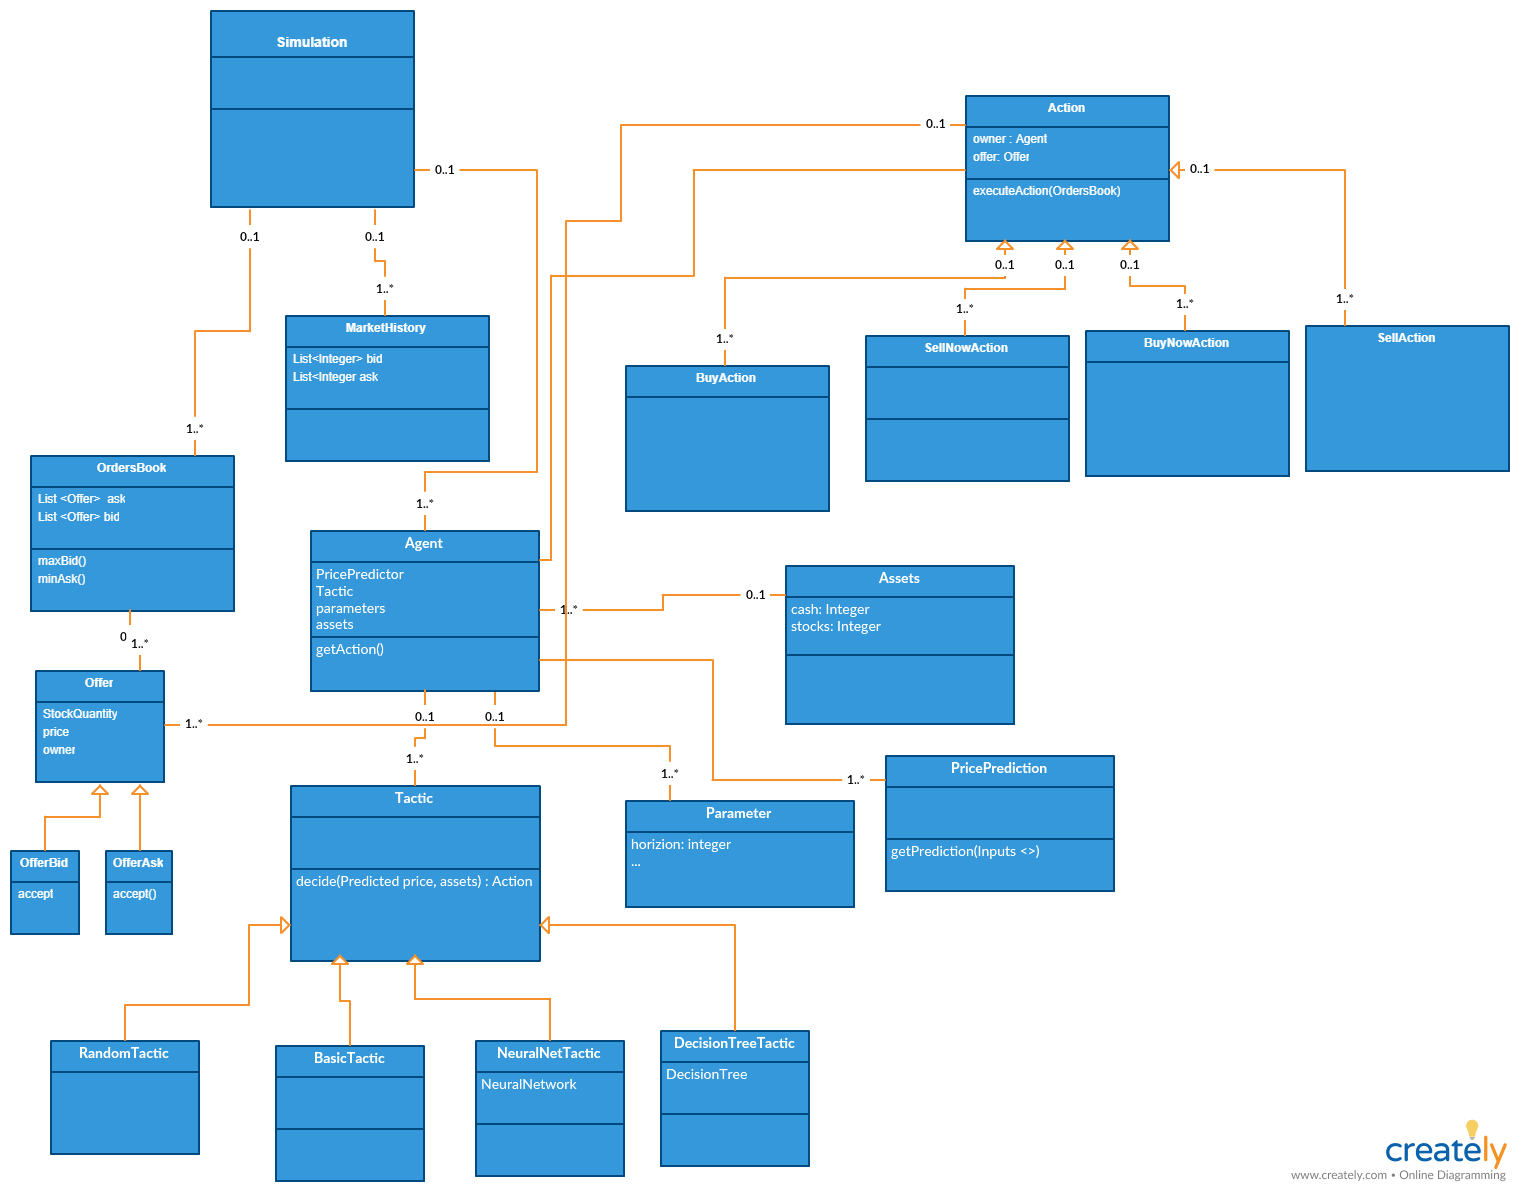 Simulation
Action
0..1
owner : Agent
offer: Offer
0..1
0..1
executeAction(OrdersBook)
0..1
0..1
0..1
0..1
0..1
1..*
1..*
1..*
1..*
MarketHistory
SellAction
1..*
BuyNowAction
SellNowAction
List<Integer> bid
List<Integer ask
BuyAction
1..*
OrdersBook
List <Offer>  ask
List <Offer> bid
1..*
Agent
maxBid()
minAsk()
PricePredictor
Tactic
parameters
assets
Assets
0..1
1..*
cash: Integer
stocks: Integer
0
1..*
getAction()
Offer
StockQuantity
price
owner
1..*
0..1
0..1
1..*
1..*
1..*
PricePrediction
Tactic
Parameter
horizion: integer
...
getPrediction(Inputs <>)
OfferBid
OfferAsk
accept
accept()
decide(Predicted price, assets) : Action
RandomTactic
BasicTactic
NeuralNetTactic
DecisionTreeTactic
NeuralNetwork
DecisionTree
creately
www.creately.com • Online Diagramming